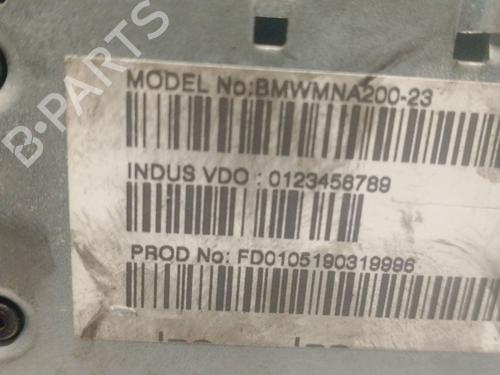 B-PARTS
MODEL No:BMWMNA200-23
INDUS VDO : 0123456789
PROD No: FD0105190319996